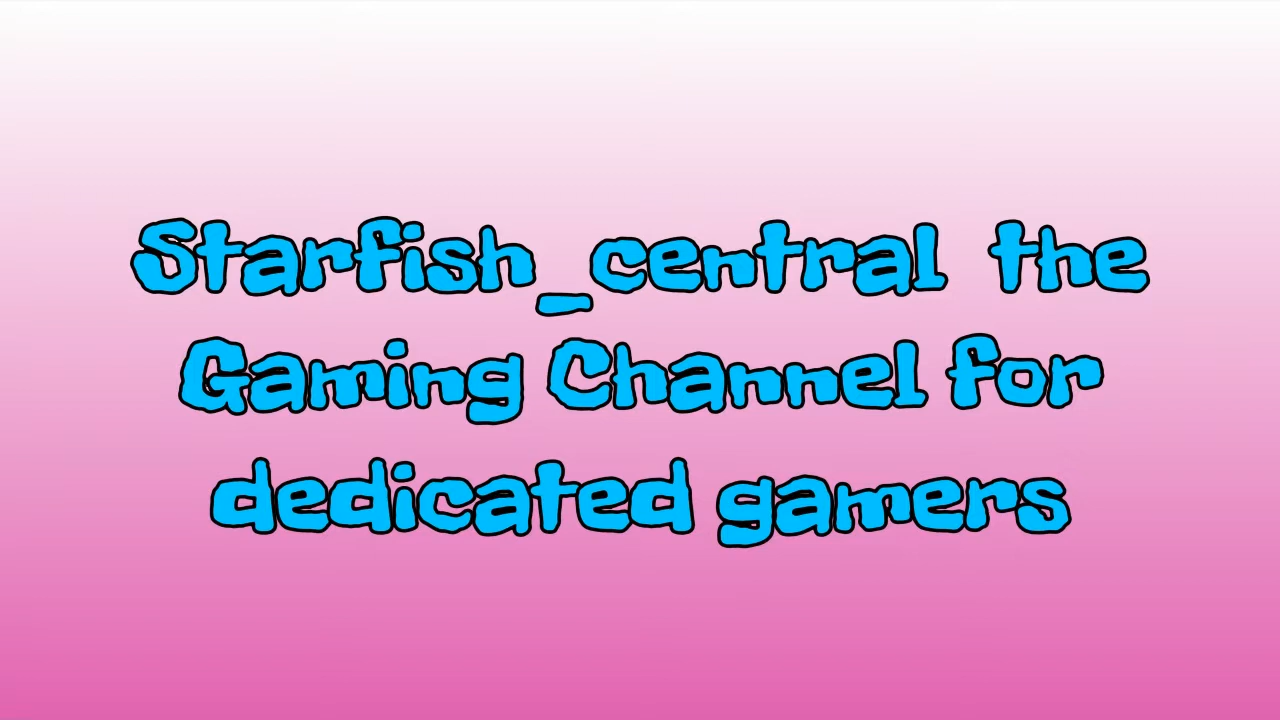 Starfish_central the
Gaming Channel for
dedicated gamers